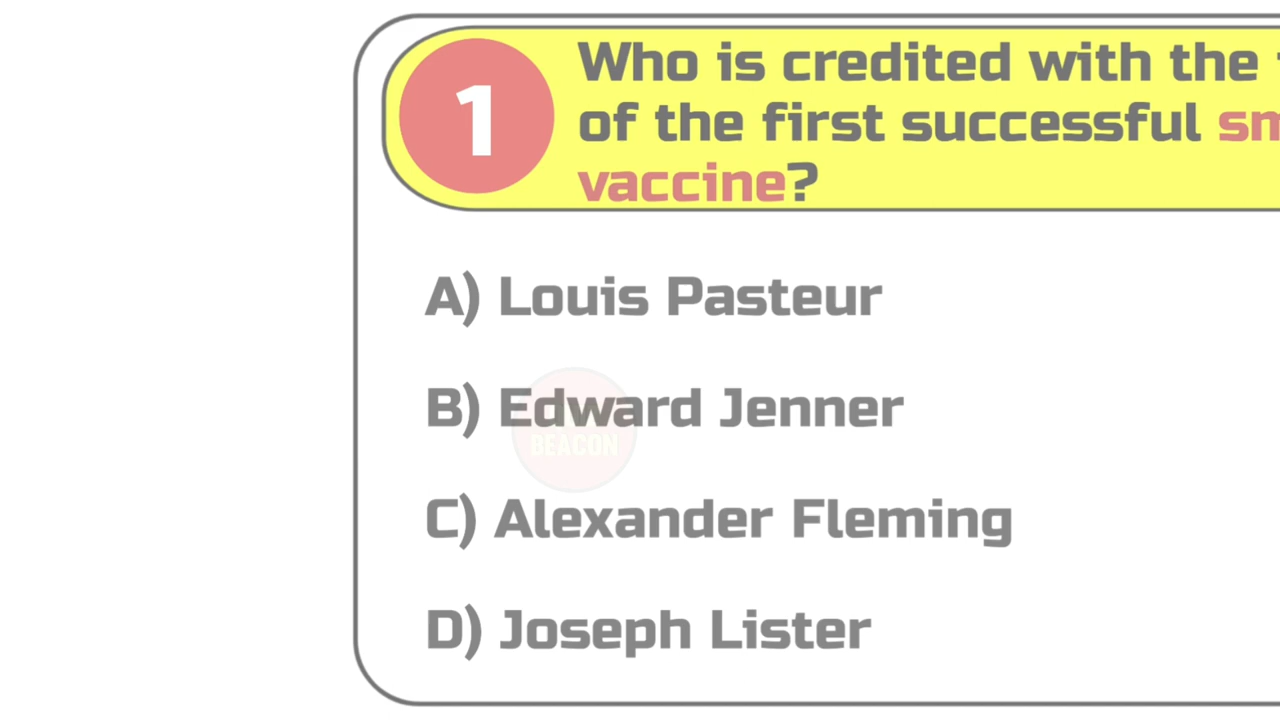 1
Who is credited with the
of the first successful
vaccine?
A) Louis Pasteur
B) Edward Jenner
BEACON
C) Alexander Fleming
D) Joseph Lister